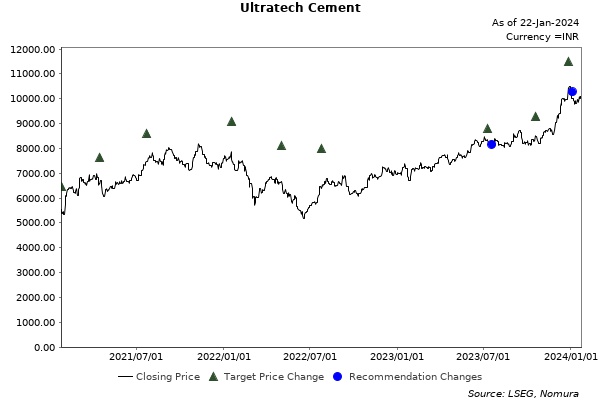 Ultratech Cement
As of 22-Jan-2024
Currency =INR
12000.00
11000.00
10000.00
9000.00
8000.00
7000.00
6000.00
5000.00
4000.00
3000.00
2000.00
1000.00
0.00
2021/07/01 2022/01/01 2022/07/01 2023/01/01 2023/07/01 2024/01/01
Closing Price Target Price Change Recommendation Changes
Source: LSEG, Nomura